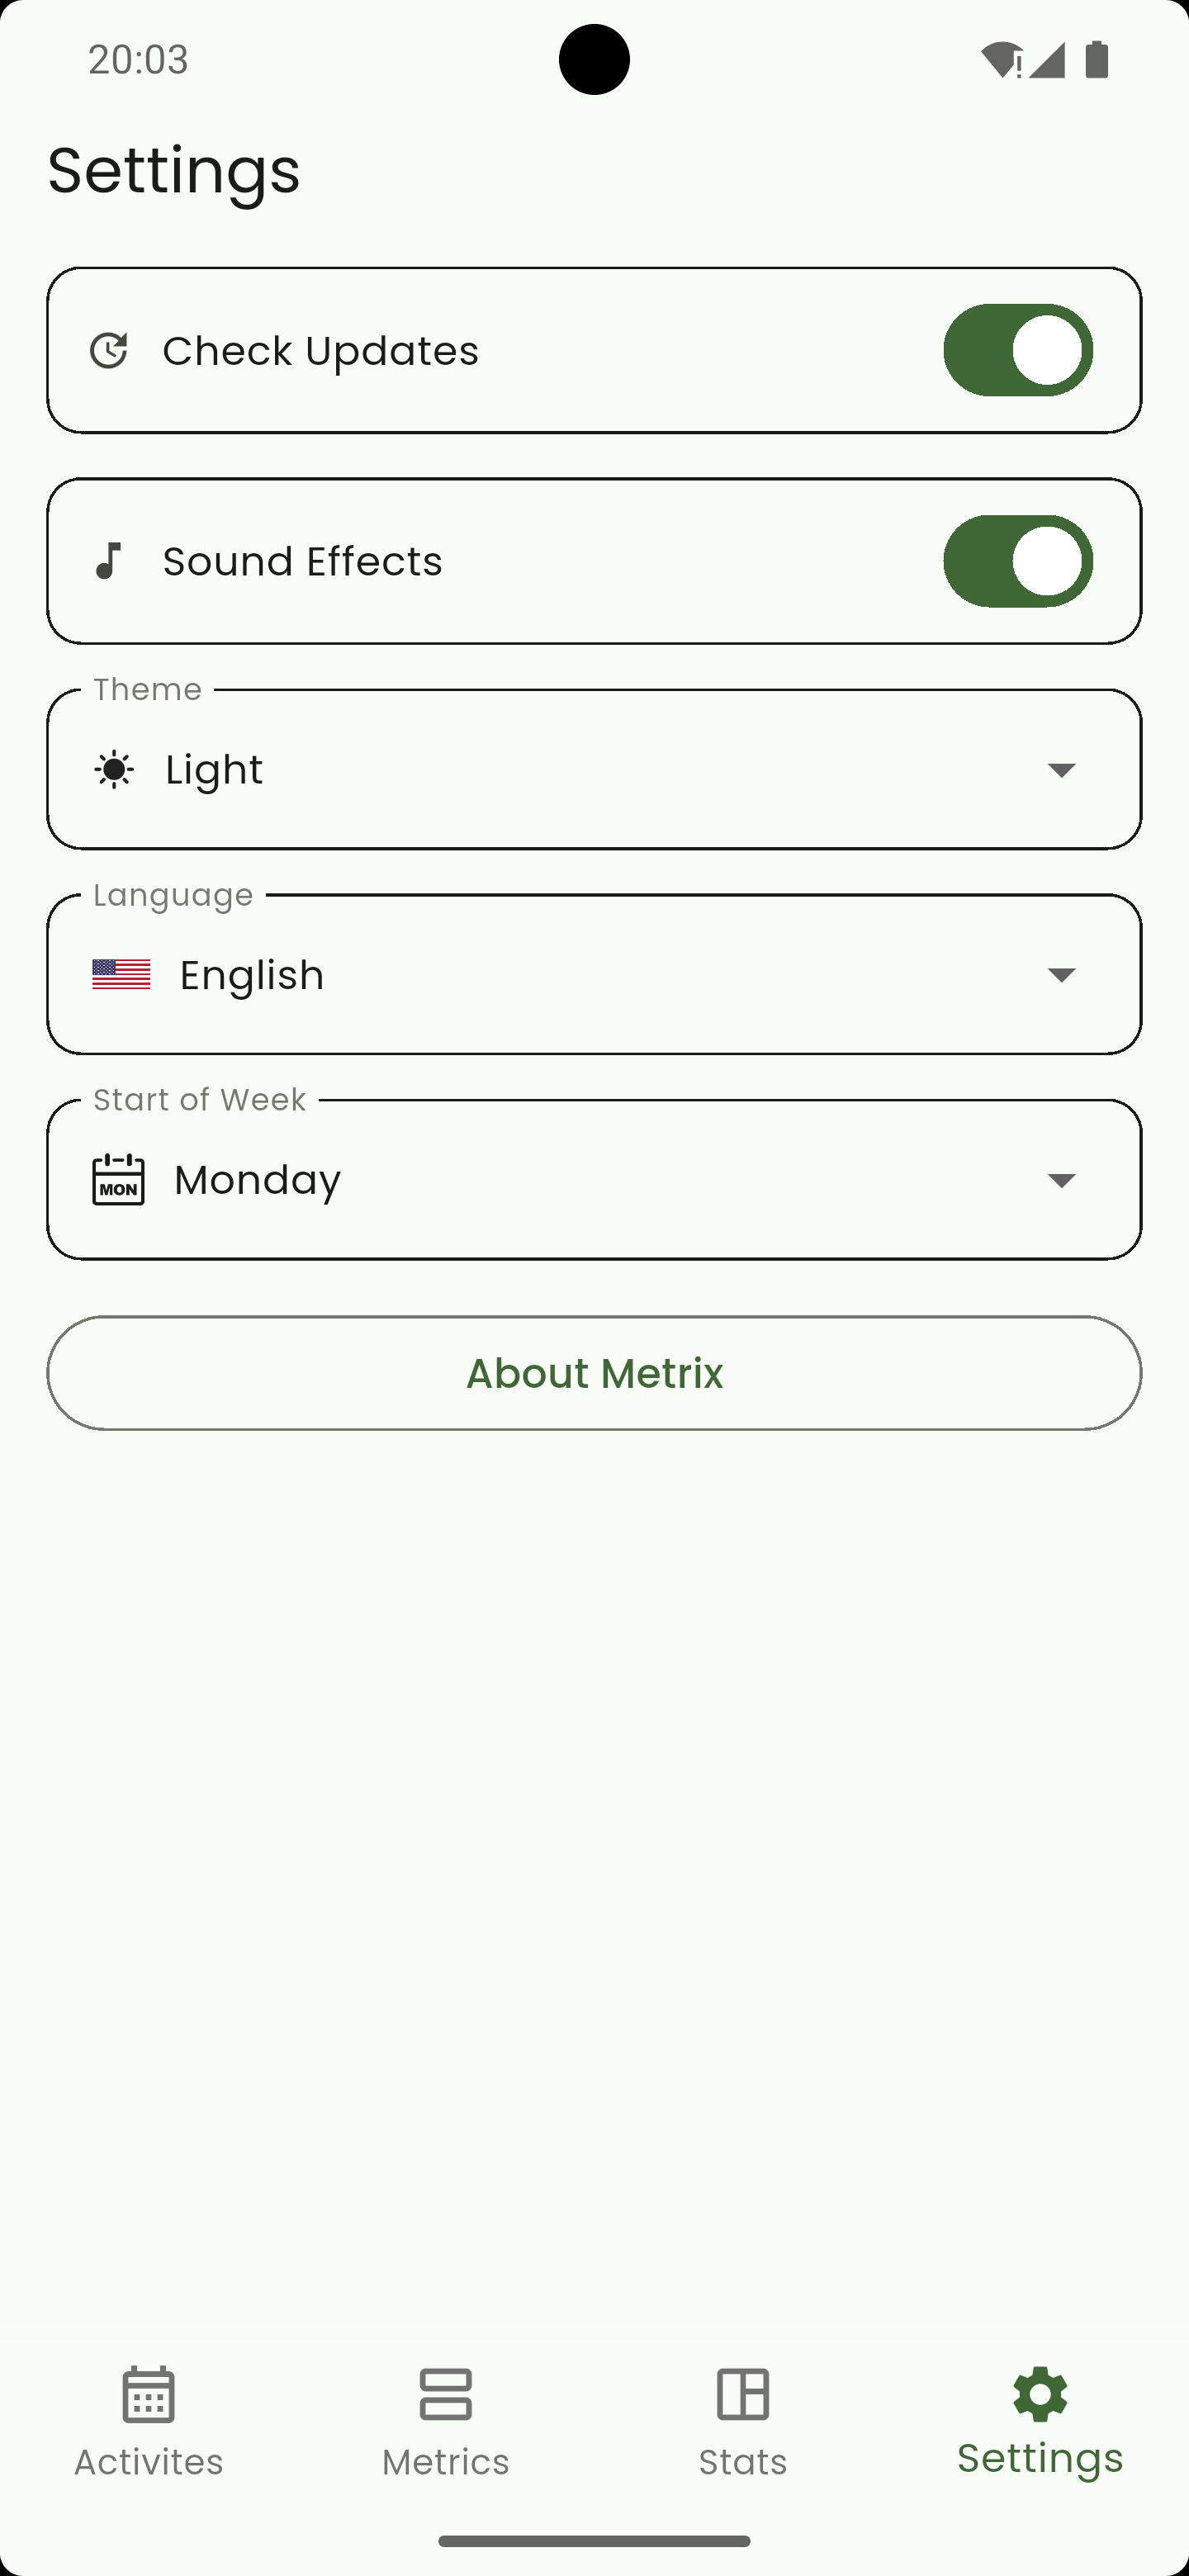 20:03
Settings
Check Updates
Sound Effects
Theme
Light
Language
English
Start of Week
MON Monday
About Metrix
Activites
Metrics
Stats
Settings